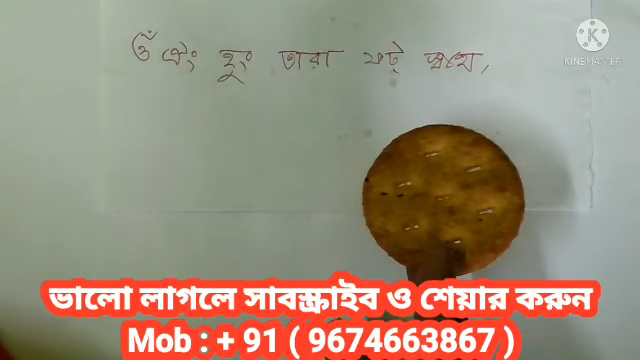 ওঁ ঐং হুং তারা ফট্ স্বাহা,
KINEMASTER
ভালো লাগলে সাবস্ক্রাইব ও শেয়ার করুন
Mob : + 91 ( 9674663867 )